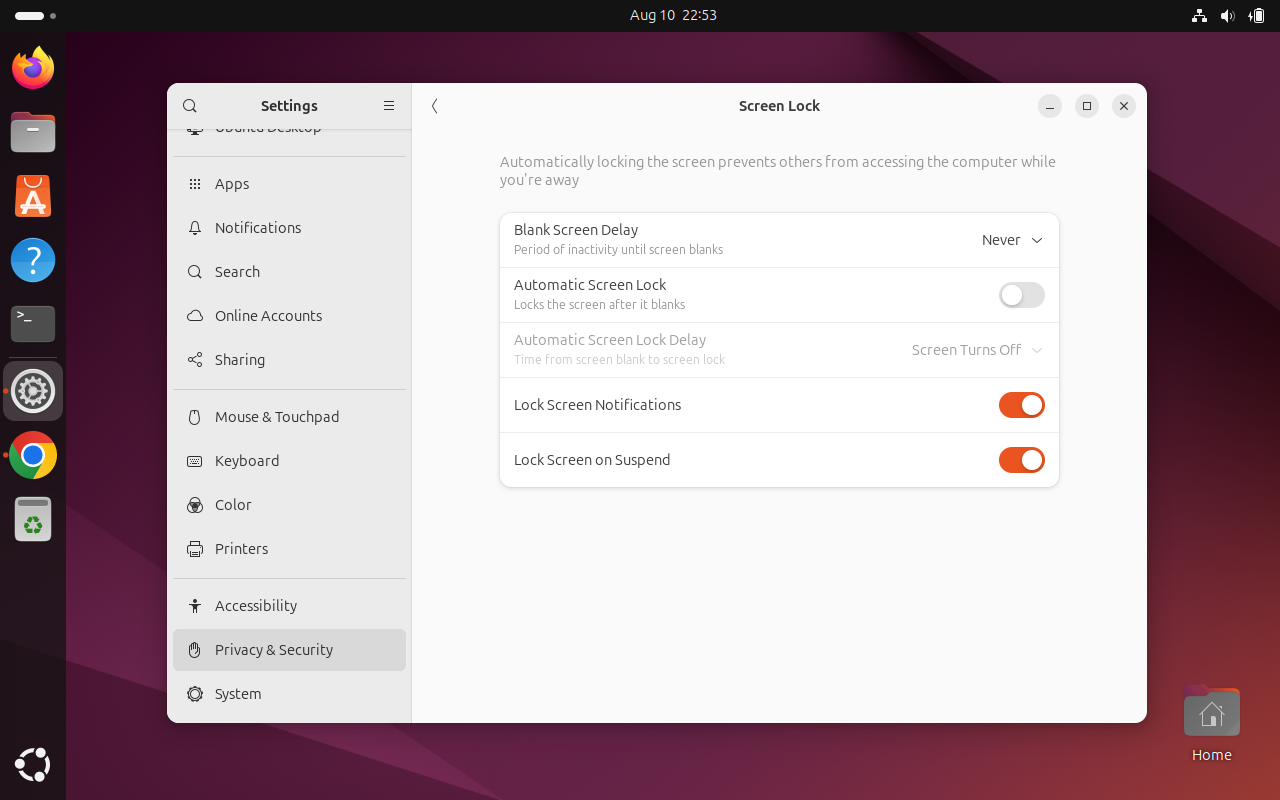 Aug 10 22:53
Settings
Screen Lock
Ubuntu Desktop
Apps
Notifications
Search
Online Accounts
Sharing
Mouse & Touchpad
Keyboard
Color
Printers
Accessibility
Privacy & Security
System
Automatically locking the screen prevents others from accessing the computer while
you're away
Blank Screen Delay
Period of inactivity until screen blanks
Never
Automatic Screen Lock
Locks the screen after it blanks
Automatic Screen Lock Delay
Time from screen blank to screen lock
Screen Turns Off
Lock Screen Notifications
Lock Screen on Suspend
Home